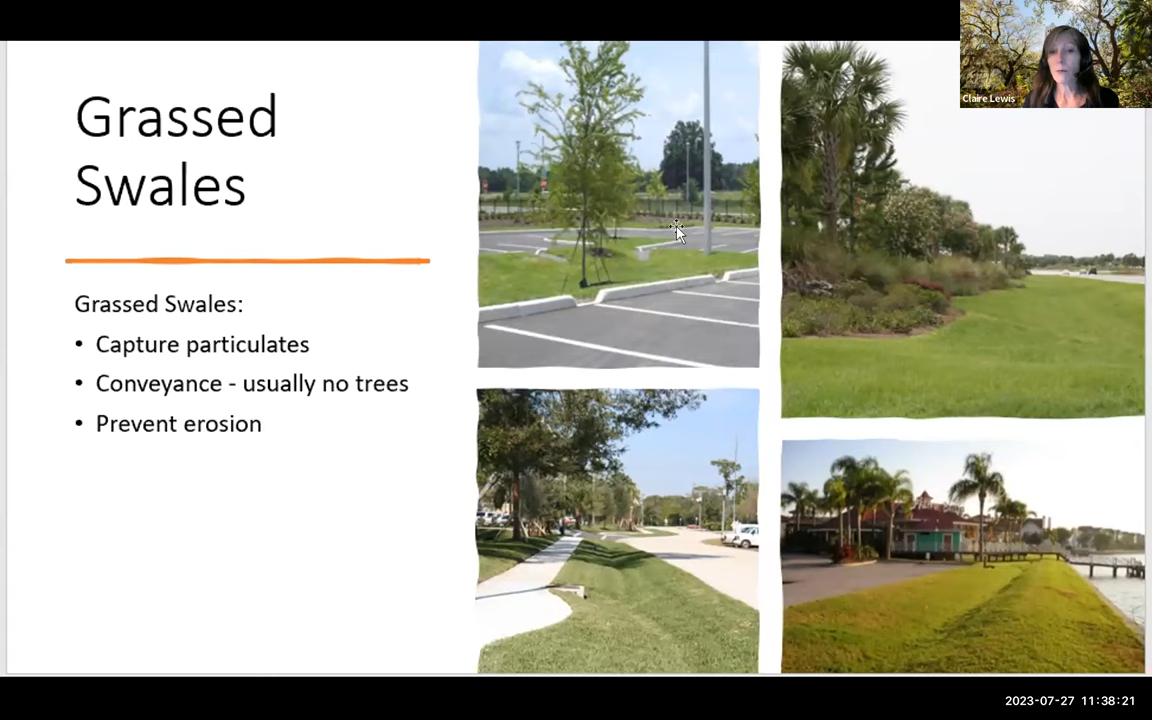 Claire Lewis
Grassed
Swales
Grassed Swales:
• Capture particulates
• Conveyance - usually no trees
• Prevent erosion
2023-07-27 11:38:21